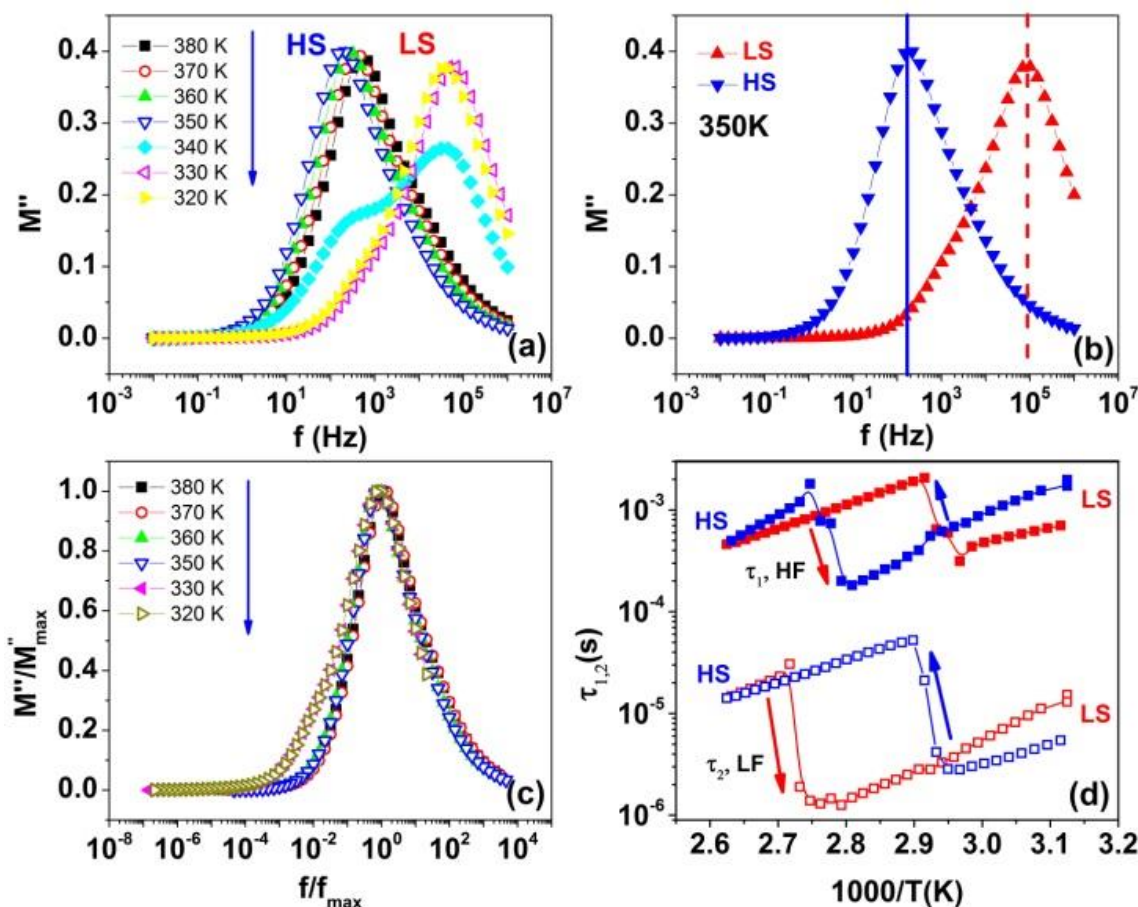 HS LS
380 K
370 K
360 K
350 K
340 K
330 K
320 K
0.4
0.3
0.2
0.1
0.0
M''
(a)
10⁻³ 10⁻¹ 10¹ 10³ 10⁵ 10⁷
f (Hz)
LS
HS
350K
0.4
0.3
0.2
0.1
0.0
M''
(b)
10⁻³ 10⁻¹ 10¹ 10³ 10⁵ 10⁷
f (Hz)
380 K
370 K
360 K
350 K
330 K
320 K
1.0
0.8
0.6
0.4
0.2
0.0
M''/M''max
(c)
10⁻⁸ 10⁻⁶ 10⁻⁴ 10⁻² 10⁰ 10² 10⁴
f/fmax
10⁻³
10⁻⁴
10⁻⁵
10⁻⁶
τ₁,₂(s)
HS
LS
τ₁, HF
HS
LS
τ₂, LF
(d)
2.6 2.7 2.8 2.9 3.0 3.1 3.2
1000/T(K)